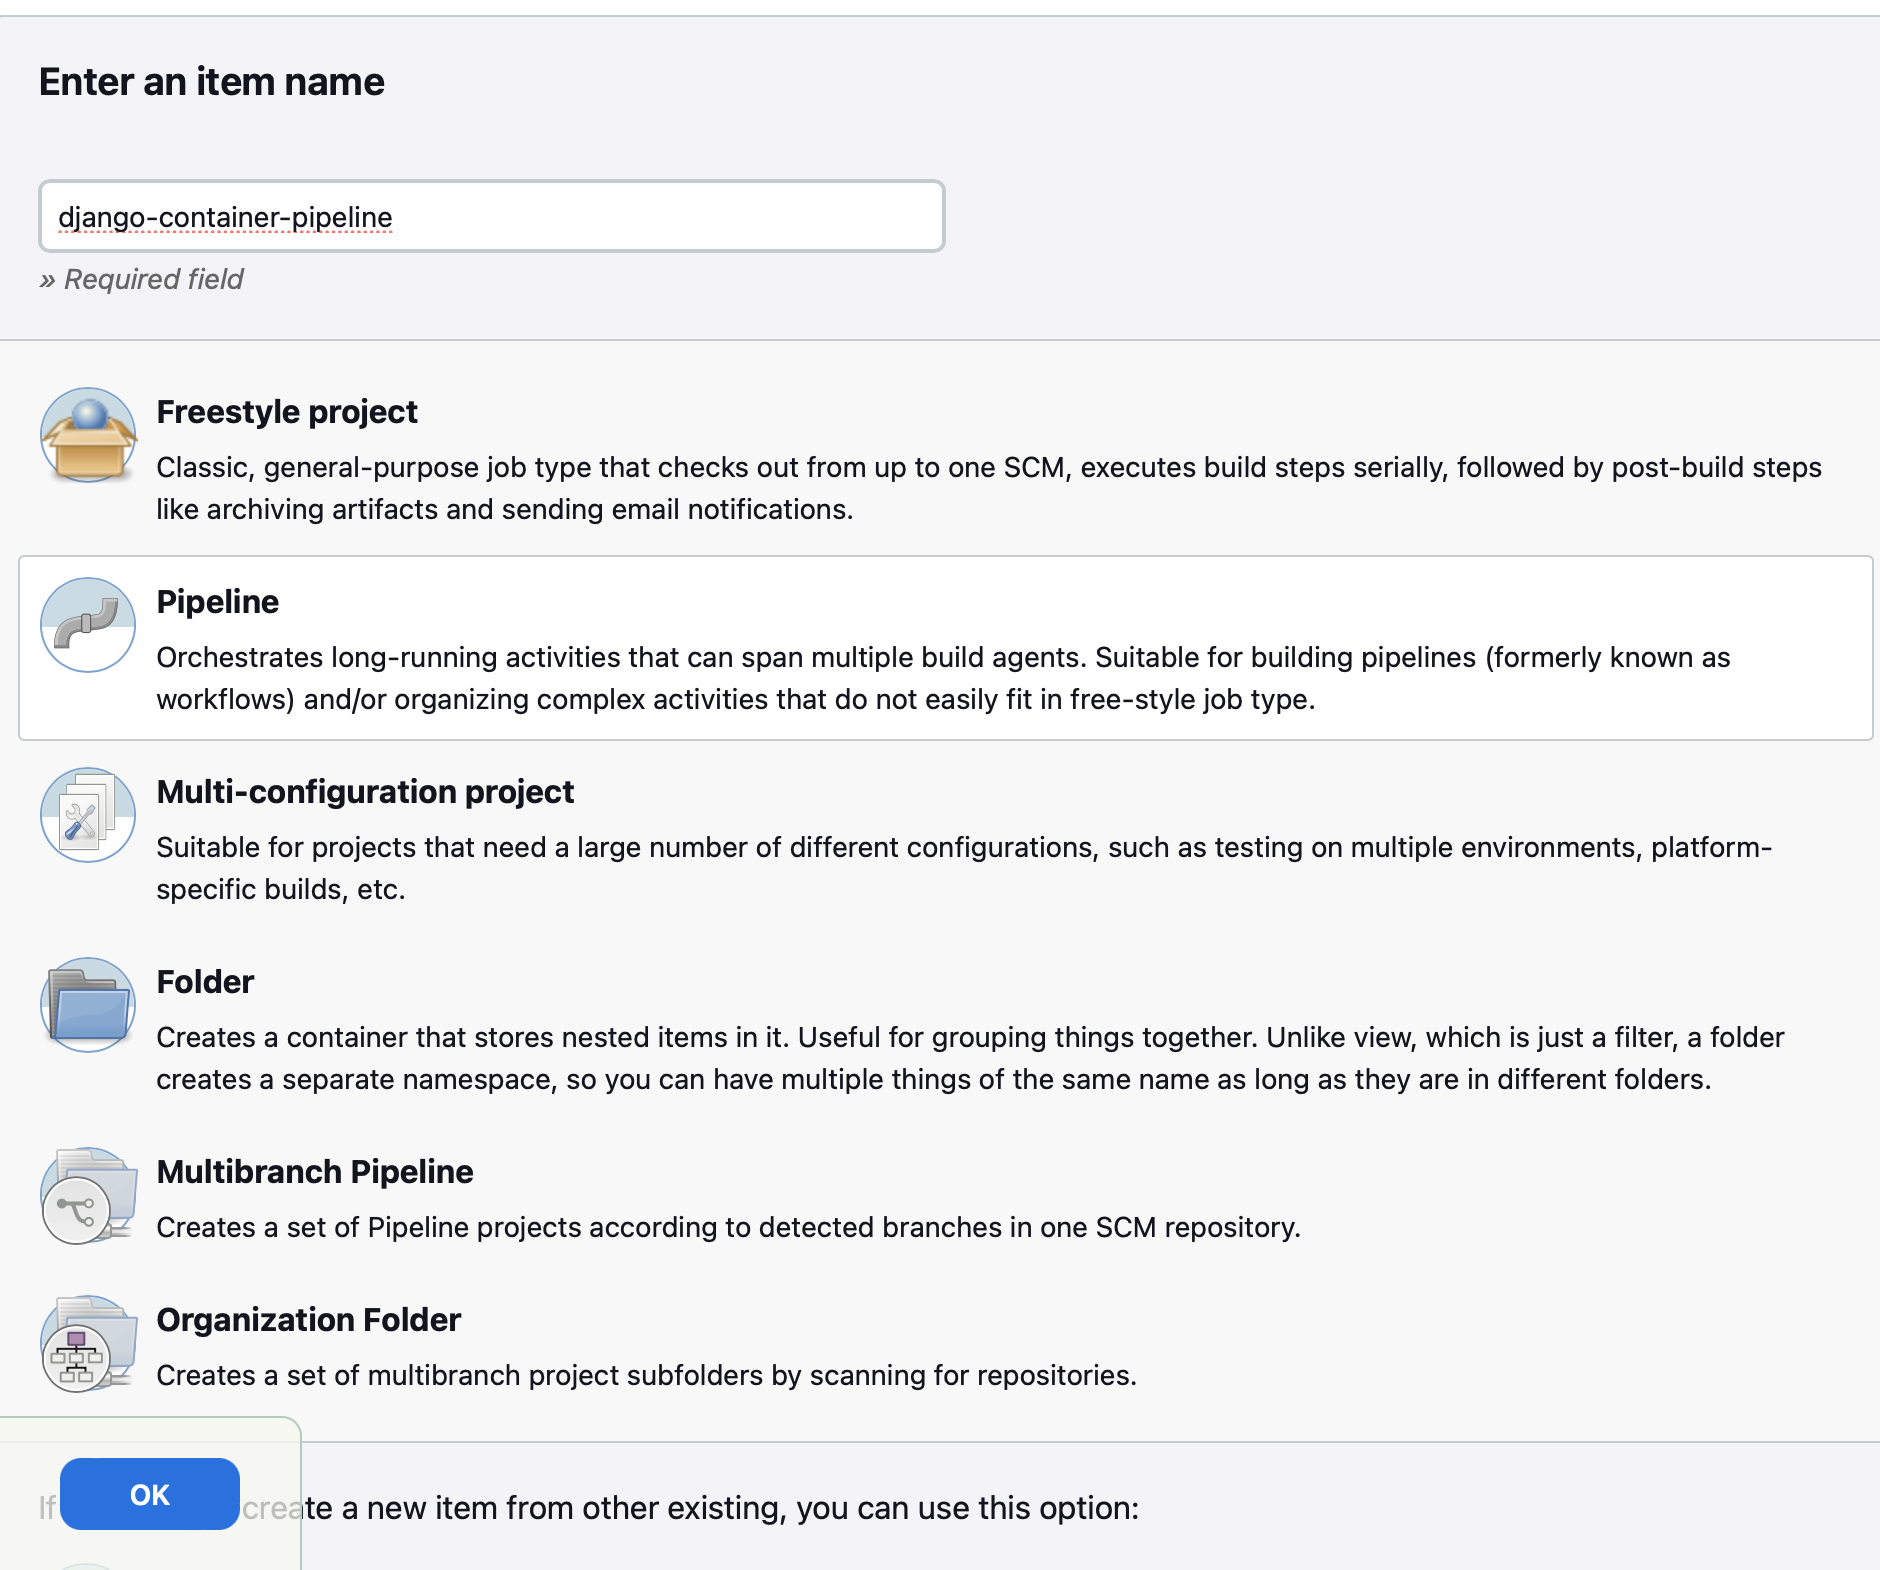 Enter an item name
django-container-pipeline
» Required field
Freestyle project
Classic, general-purpose job type that checks out from up to one SCM, executes build steps serially, followed by post-build steps
like archiving artifacts and sending email notifications.
Pipeline
Orchestrates long-running activities that can span multiple build agents. Suitable for building pipelines (formerly known as
workflows) and/or organizing complex activities that do not easily fit in free-style job type.
Multi-configuration project
Suitable for projects that need a large number of different configurations, such as testing on multiple environments, platform-
specific builds, etc.
Folder
Creates a container that stores nested items in it. Useful for grouping things together. Unlike view, which is just a filter, a folder
creates a separate namespace, so you can have multiple things of the same name as long as they are in different folders.
Multibranch Pipeline
Creates a set of Pipeline projects according to detected branches in one SCM repository.
Organization Folder
Creates a set of multibranch project subfolders by scanning for repositories.
If create a new item from other existing, you can use this option:
OK